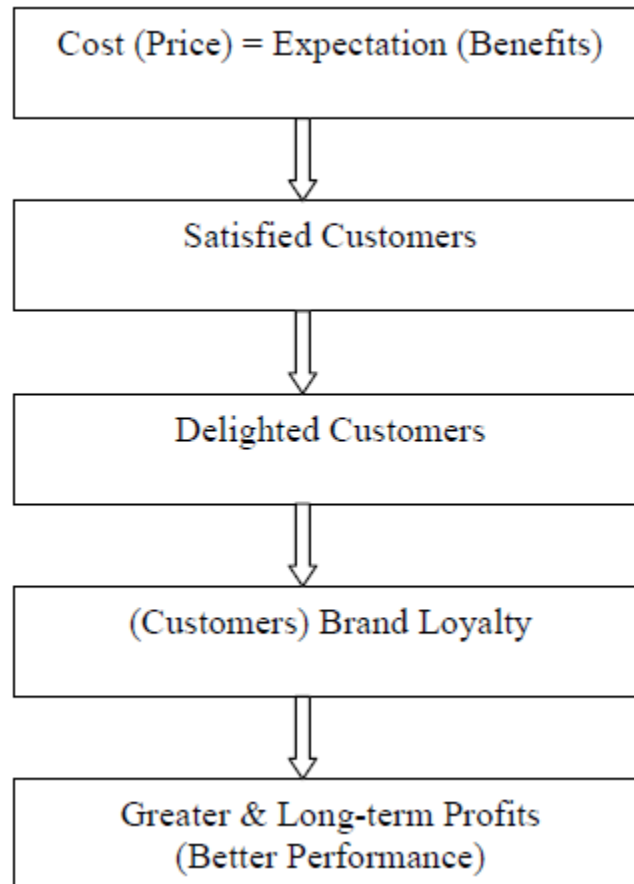 Cost (Price) = Expectation (Benefits)
Satisfied Customers
Delighted Customers
(Customers) Brand Loyalty
Greater & Long-term Profits
(Better Performance)